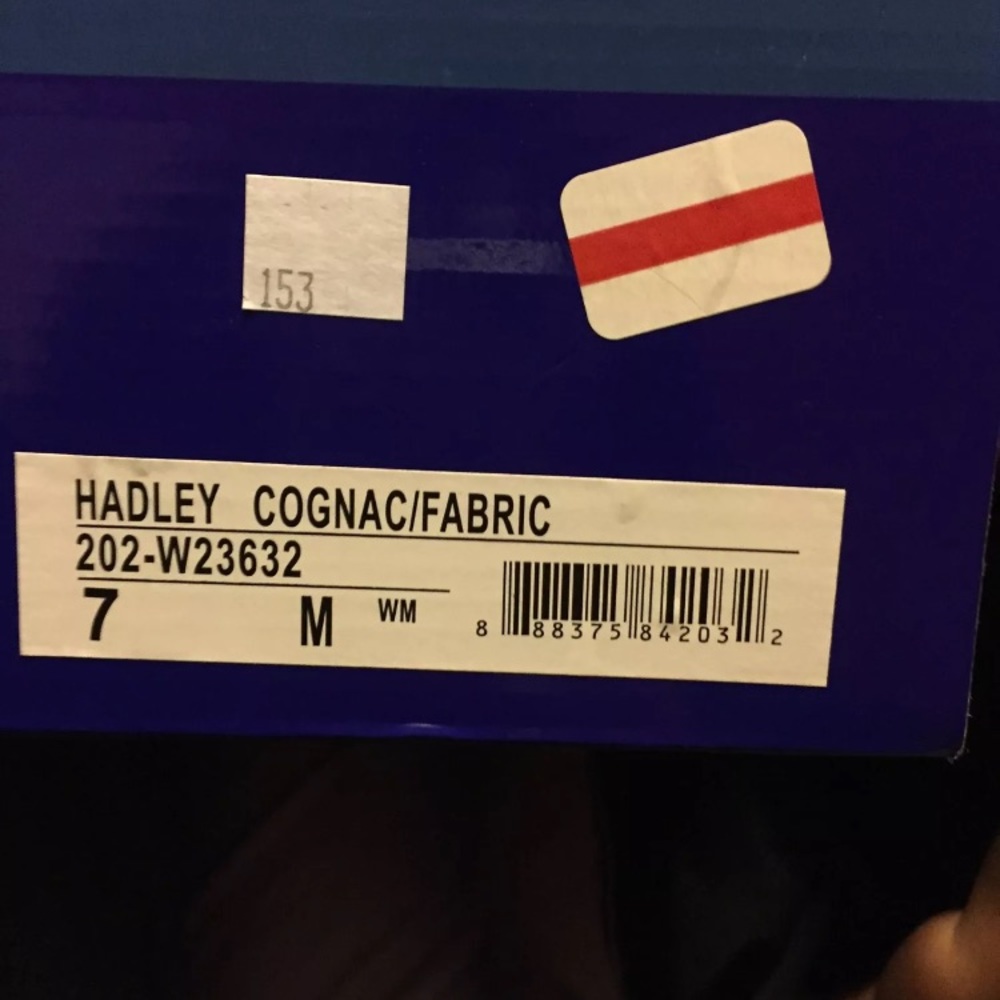 153
HADLEY COGNAC/FABRIC
202-W23632
7 M WM
8 88375 84203 2